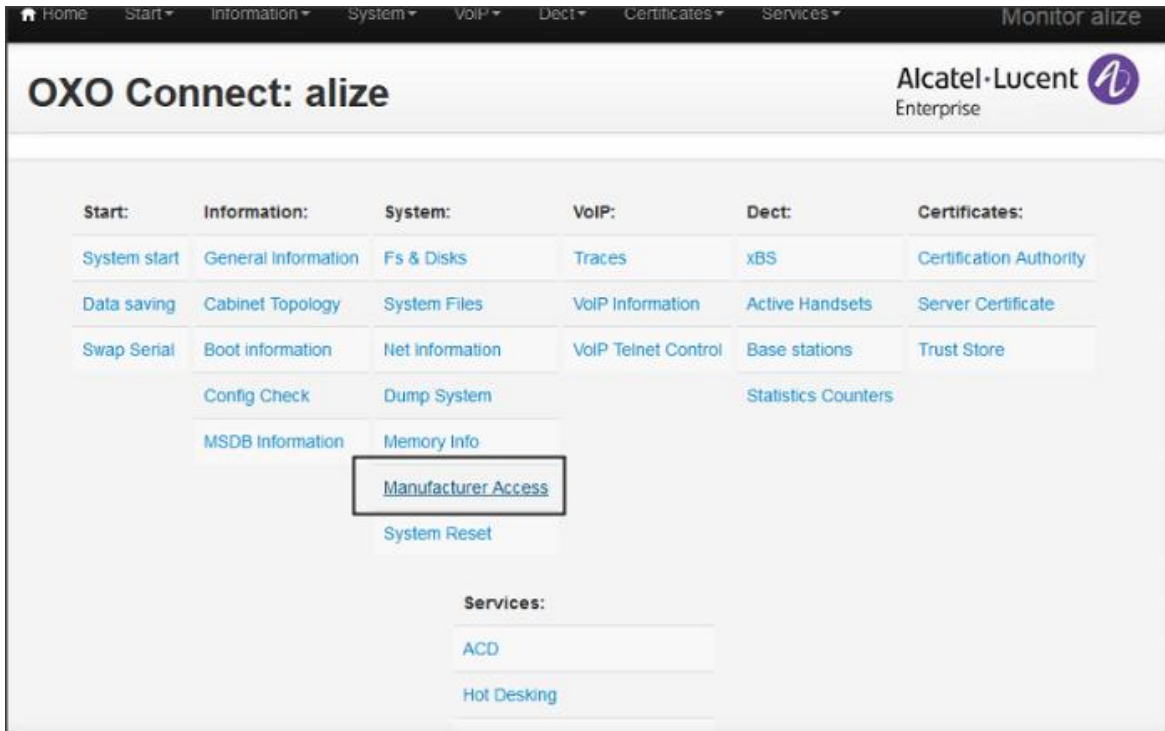 Home Start Information System VoIP Dect Certificates Services Monitor alize
OXO Connect: alize
Alcatel·Lucent
Enterprise
Start: Information: System: VoIP: Dect: Certificates:
System start General Information Fs & Disks Traces xBS Certification Authority
Data saving Cabinet Topology System Files VoIP Information Active Handsets Server Certificate
Swap Serial Boot information Net information VoIP Telnet Control Base stations Trust Store
Config Check Dump System Statistics Counters
MSDB Information Memory Info
Manufacturer Access
System Reset
Services:
ACD
Hot Desking